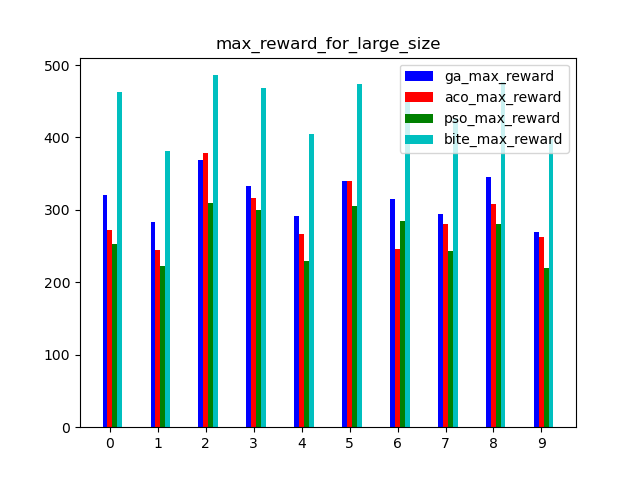 max_reward_for_large_size
500
400
300
200
100
0
ga_max_reward
aco_max_reward
pso_max_reward
bite_max_reward
0 1 2 3 4 5 6 7 8 9